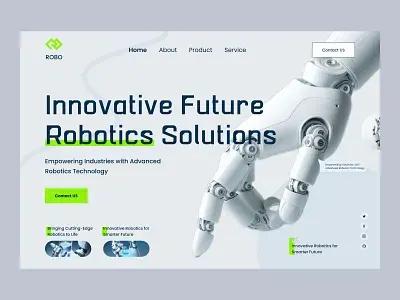 ROBO
Home About Product Service
Contact Us
Innovative Future
Robotics Solutions
Empowering Industries with Advanced
Robotics Technology
Contact Us
Empowering Industries with
Advanced Robotics Technology
Bringing Cutting-Edge
Robotics to Life
Innovative Robotics for
Smarter Future
Innovative Robotics for
Smarter Future